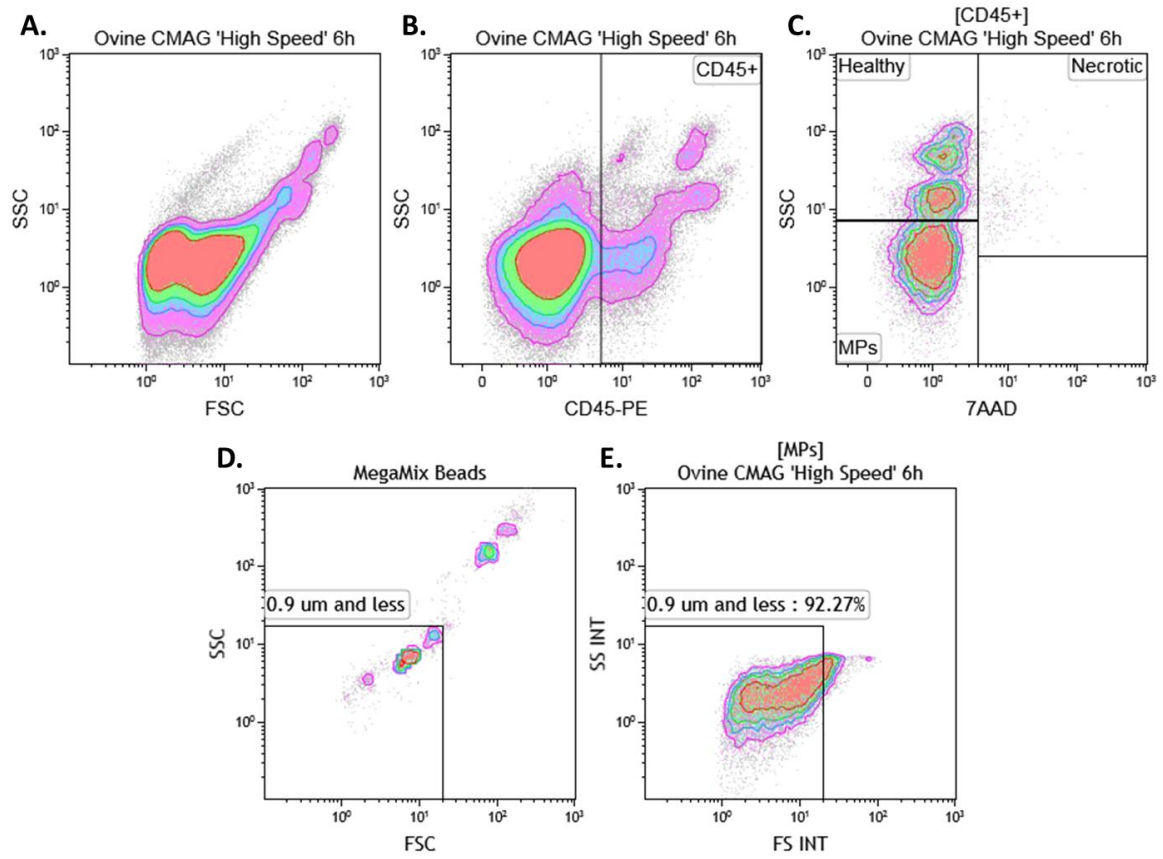 A.
Ovine CMAG 'High Speed' 6h
SSC
10³
10²
10¹
10⁰
10⁰ 10¹ 10² 10³
FSC
B.
Ovine CMAG 'High Speed' 6h
CD45+
SSC
10³
10²
10¹
10⁰
0 10⁰ 10¹ 10² 10³
CD45-PE
C.
[CD45+]
Ovine CMAG 'High Speed' 6h
Healthy
Necrotic
MPs
SSC
10³
10²
10¹
10⁰
0 10⁰ 10¹ 10² 10³
7AAD
D.
MegaMix Beads
0.9 um and less
SSC
10³
10²
10¹
10⁰
10⁰ 10¹ 10² 10³
FSC
E.
[MPs]
Ovine CMAG 'High Speed' 6h
0.9 um and less : 92.27%
SS INT
10³
10²
10¹
10⁰
10⁰ 10¹ 10² 10³
FS INT